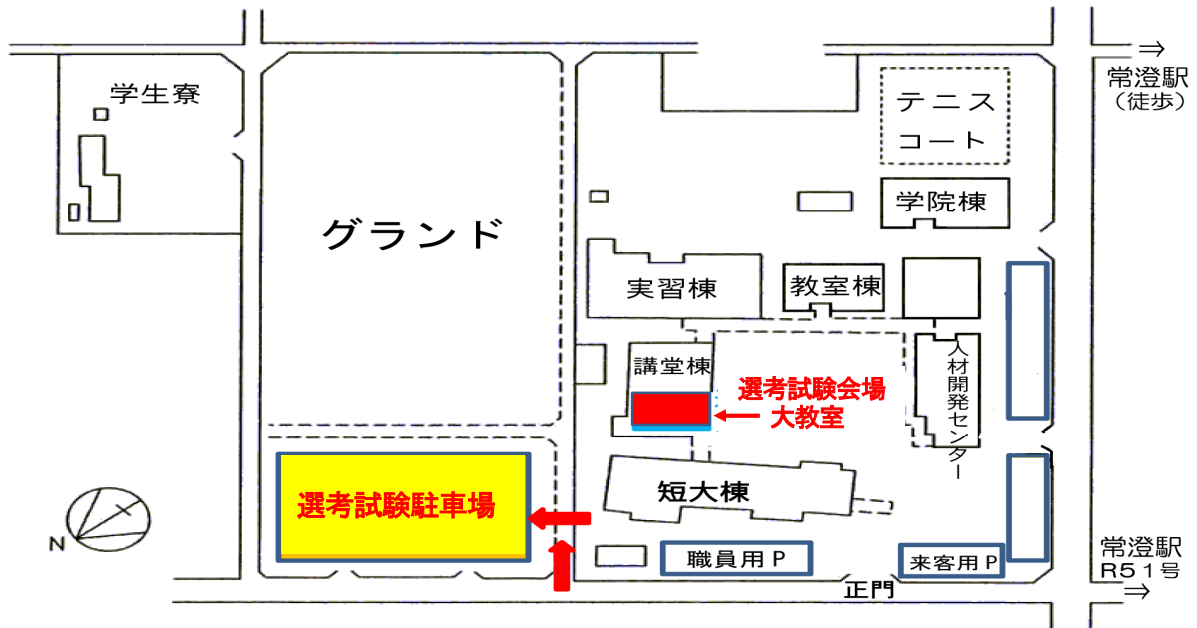 ⇒
常澄駅
（徒歩）
学生寮
テニス
コート
学院棟
グランド
実習棟
教室棟
講堂棟
人材開発センター
選考試験会場
大教室
選考試験駐車場
短大棟
N
職員用P
来客用P
正門
常澄駅
R51号
⇒